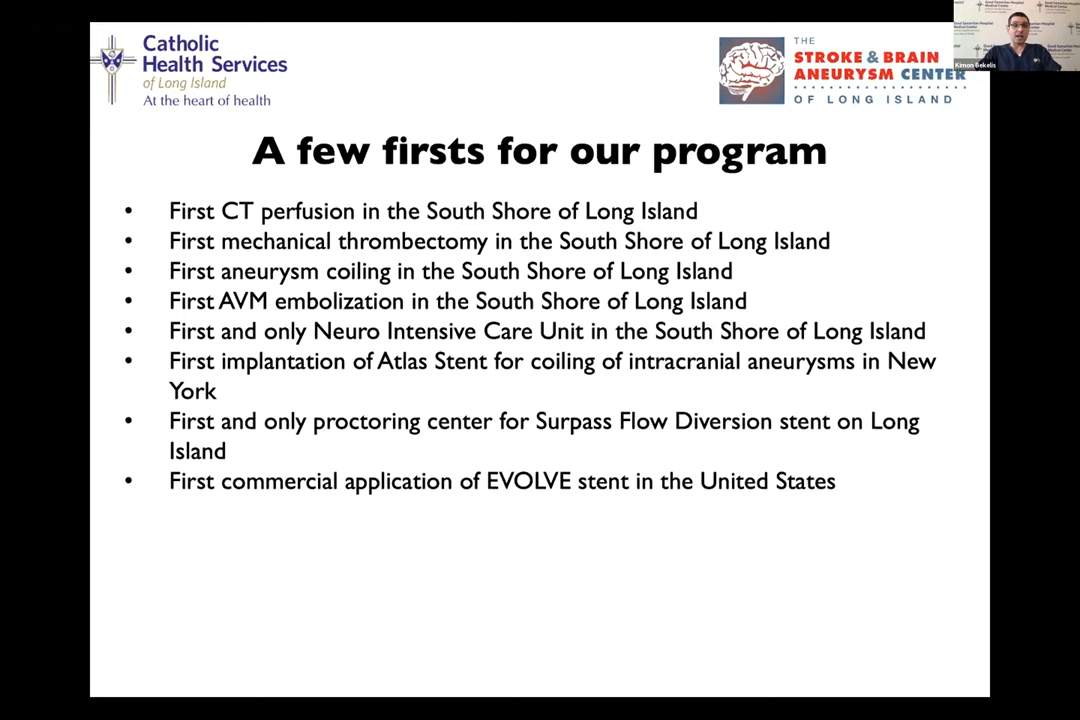 Catholic
Health Services
of Long Island
At the heart of health
THE
STROKE & BRAIN
ANEURYSM CENTER
OF LONG ISLAND
Good Samaritan Hospital
Medical Center
Kimon Bekelis
A few firsts for our program
• First CT perfusion in the South Shore of Long Island
• First mechanical thrombectomy in the South Shore of Long Island
• First aneurysm coiling in the South Shore of Long Island
• First AVM embolization in the South Shore of Long Island
• First and only Neuro Intensive Care Unit in the South Shore of Long Island
• First implantation of Atlas Stent for coiling of intracranial aneurysms in New
York
• First and only proctoring center for Surpass Flow Diversion stent on Long
Island
• First commercial application of EVOLVE stent in the United States